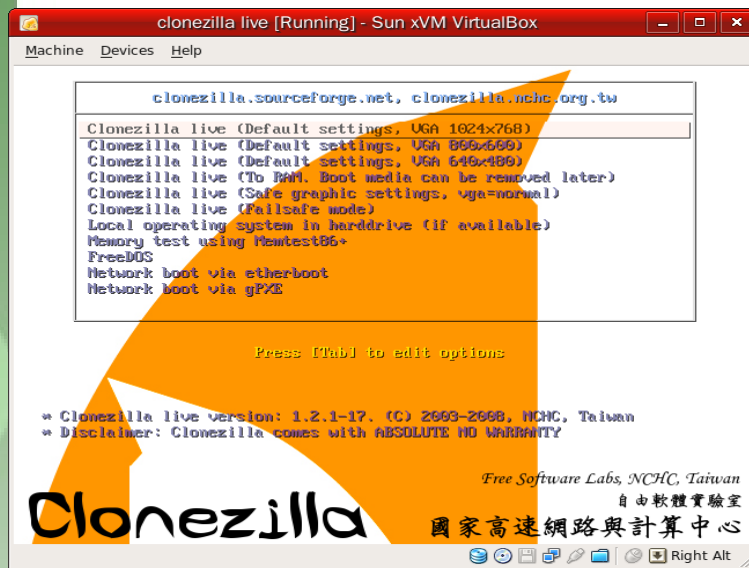 clonezilla live [Running] - Sun xVM VirtualBox
Machine Devices Help
clonezilla.sourceforge.net, clonezilla.nchc.org.tw
Clonezilla live (Default settings, VGA 1024x768)
Clonezilla live (Default settings, VGA 800x600)
Clonezilla live (Default settings, VGA 640x480)
Clonezilla live (To RAM. Boot media can be removed later)
Clonezilla live (Safe graphic settings, vga=normal)
Clonezilla live (Failsafe mode)
Local operating system in harddrive (if available)
Memory test using Memtest86+
FreeDOS
Network boot via etherboot
Network boot via gPXE
Press [Tab] to edit options
* Clonezilla live version: 1.2.1-17. (C) 2003-2008, NCHC, Taiwan
* Disclaimer: Clonezilla comes with ABSOLUTE NO WARRANTY
Free Software Labs, NCHC, Taiwan
自由軟體實驗室
Clonezilla
國家高速網路與計算中心
Right Alt